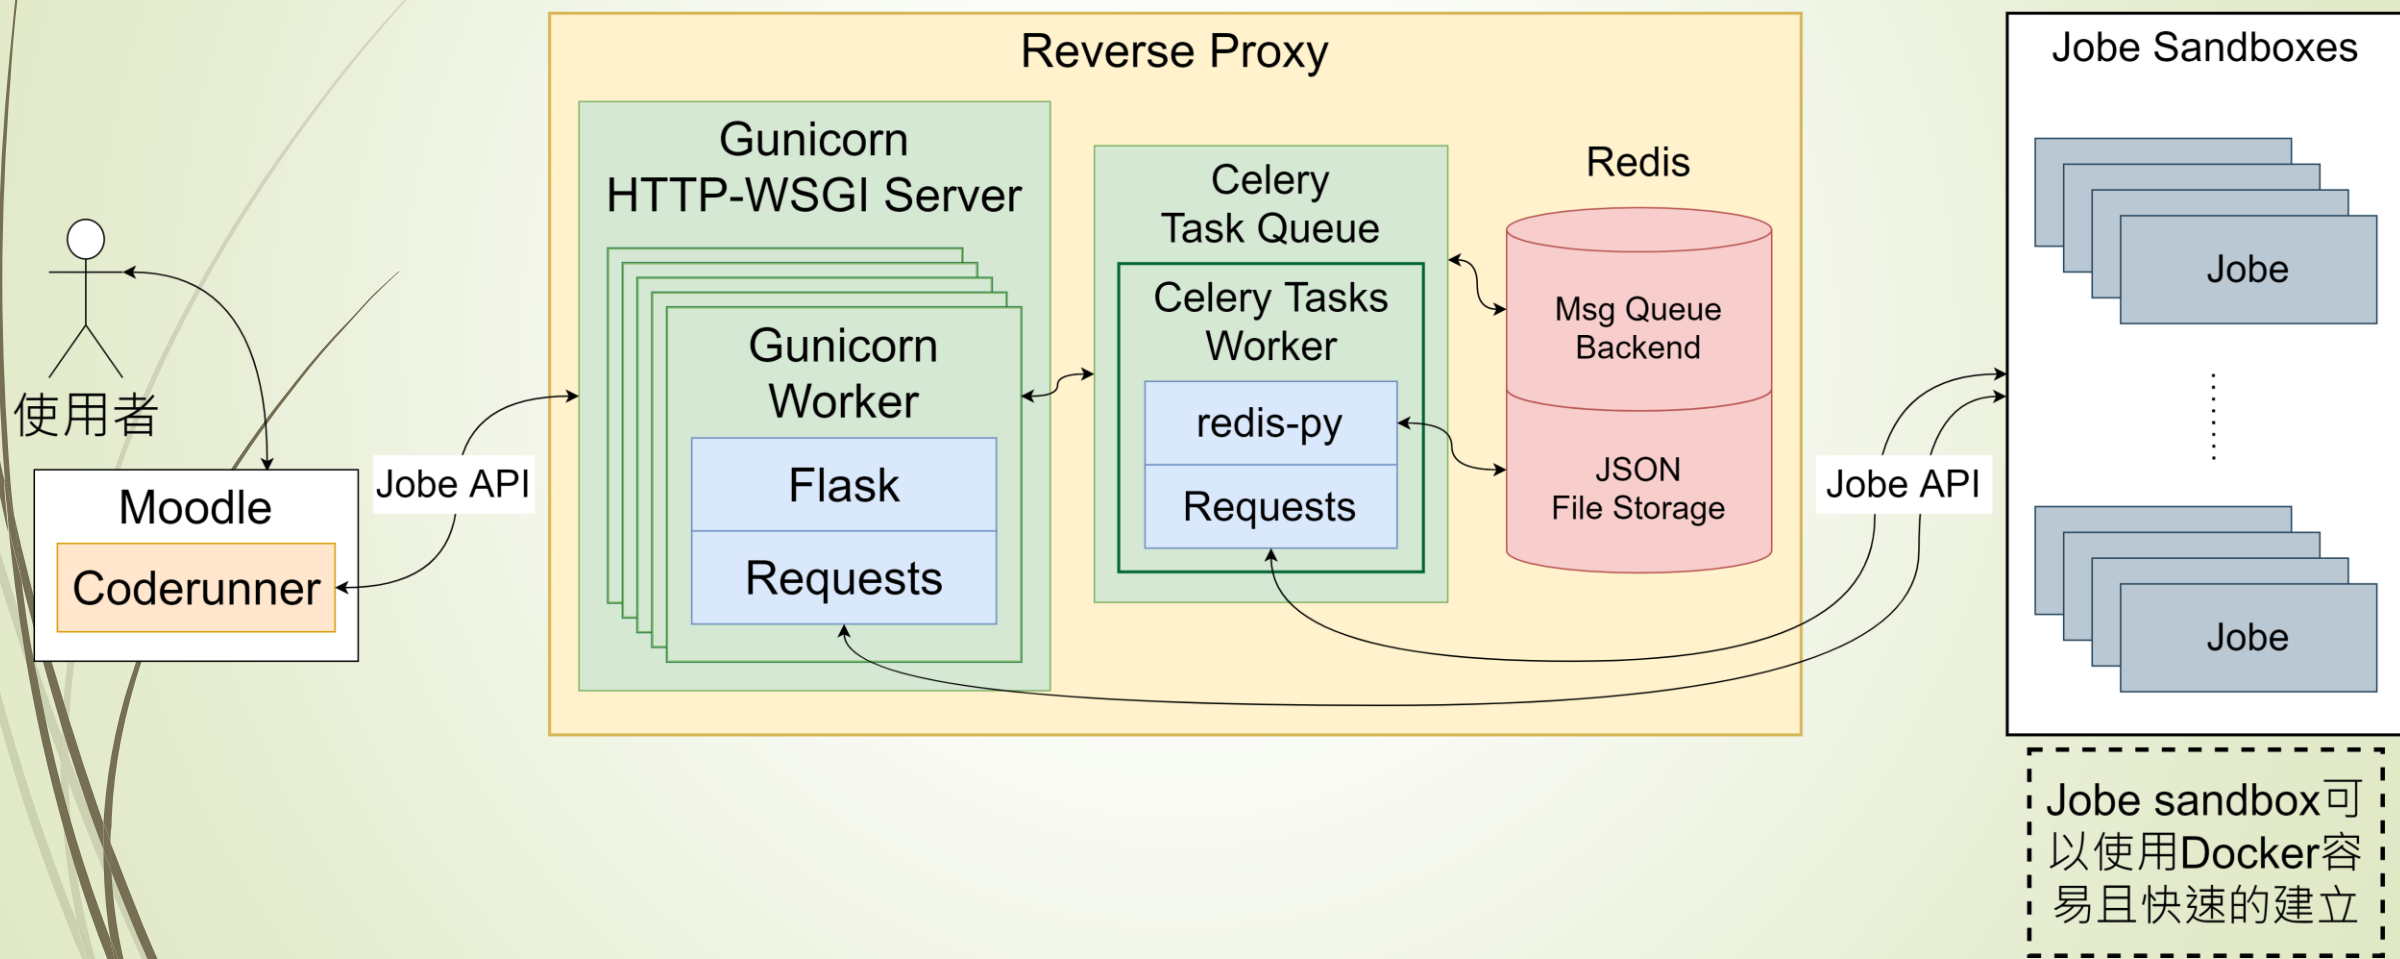 使用者
Moodle
Coderunner
Jobe API
Reverse Proxy
Gunicorn
HTTP-WSGI Server
Gunicorn
Worker
Flask
Requests
Celery
Task Queue
Celery Tasks
Worker
redis-py
Requests
Redis
Msg Queue
Backend
JSON
File Storage
Jobe API
Jobe Sandboxes
Jobe
Jobe
Jobe sandbox可
以使用Docker容
易且快速的建立